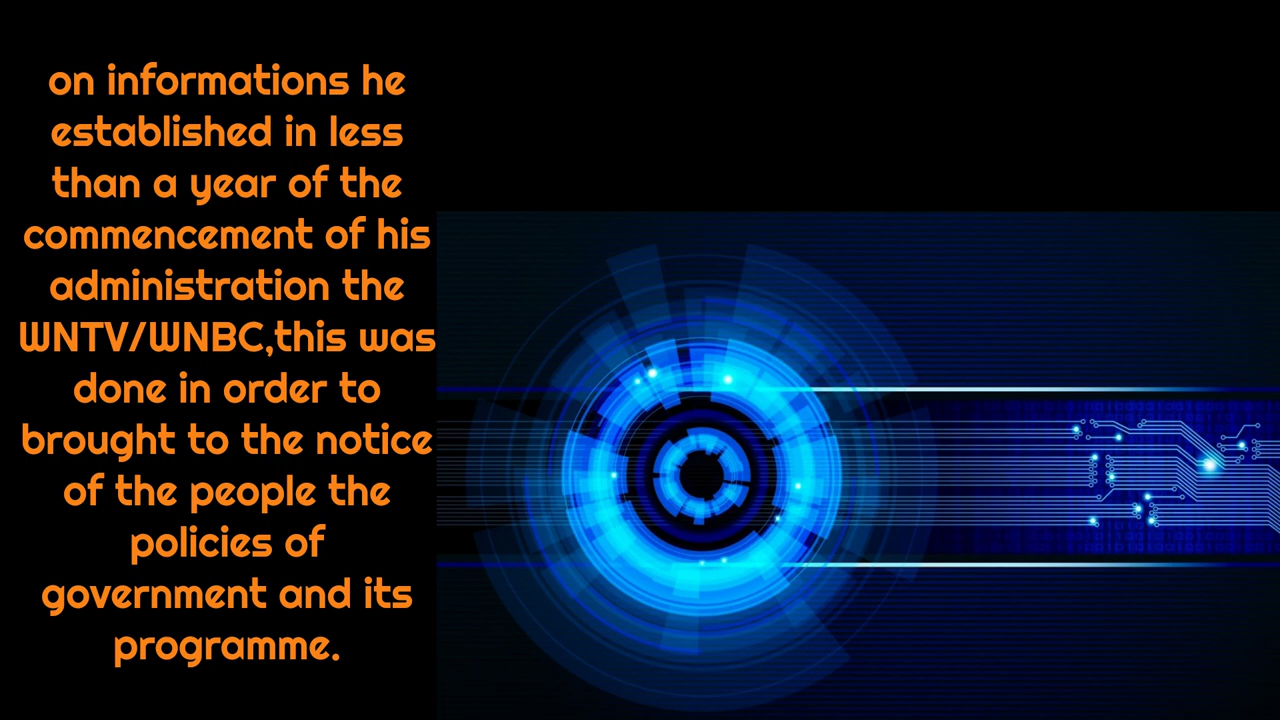 on informations he
established in less
than a year of the
commencement of his
administration the
WNTV/WNBC,this was
done in order to
brought to the notice
of the people the
policies of
government and its
programme.